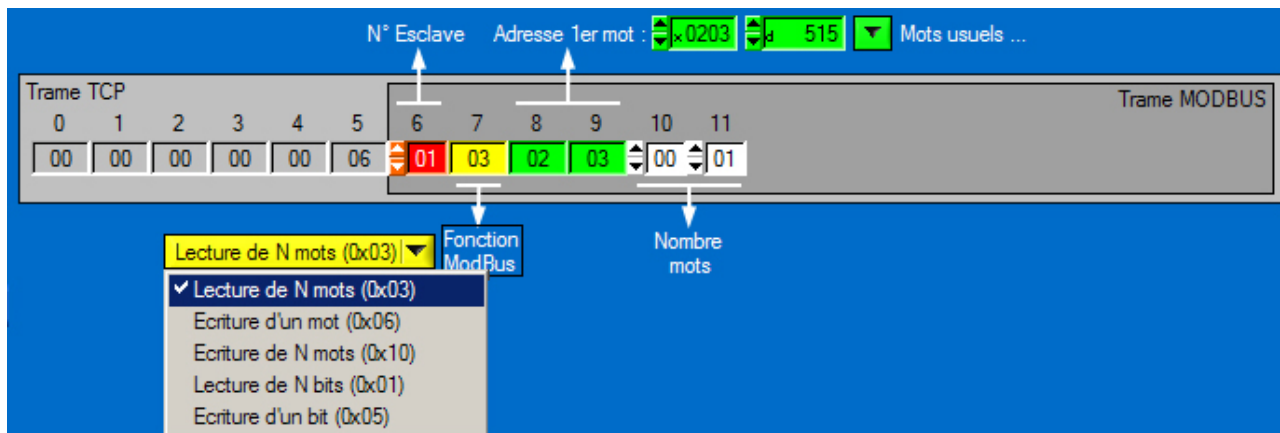 N° Esclave Adresse 1er mot : x0203 d 515 Mots usuels ...
Trame TCP Trame MODBUS
0 1 2 3 4 5 6 7 8 9 10 11
00 00 00 00 00 06 01 03 02 03 00 01
Lecture de N mots (0x03) Fonction ModBus Nombre mots
Lecture de N mots (0x03)
Ecriture d'un mot (0x06)
Ecriture de N mots (0x10)
Lecture de N bits (0x01)
Ecriture d'un bit (0x05)